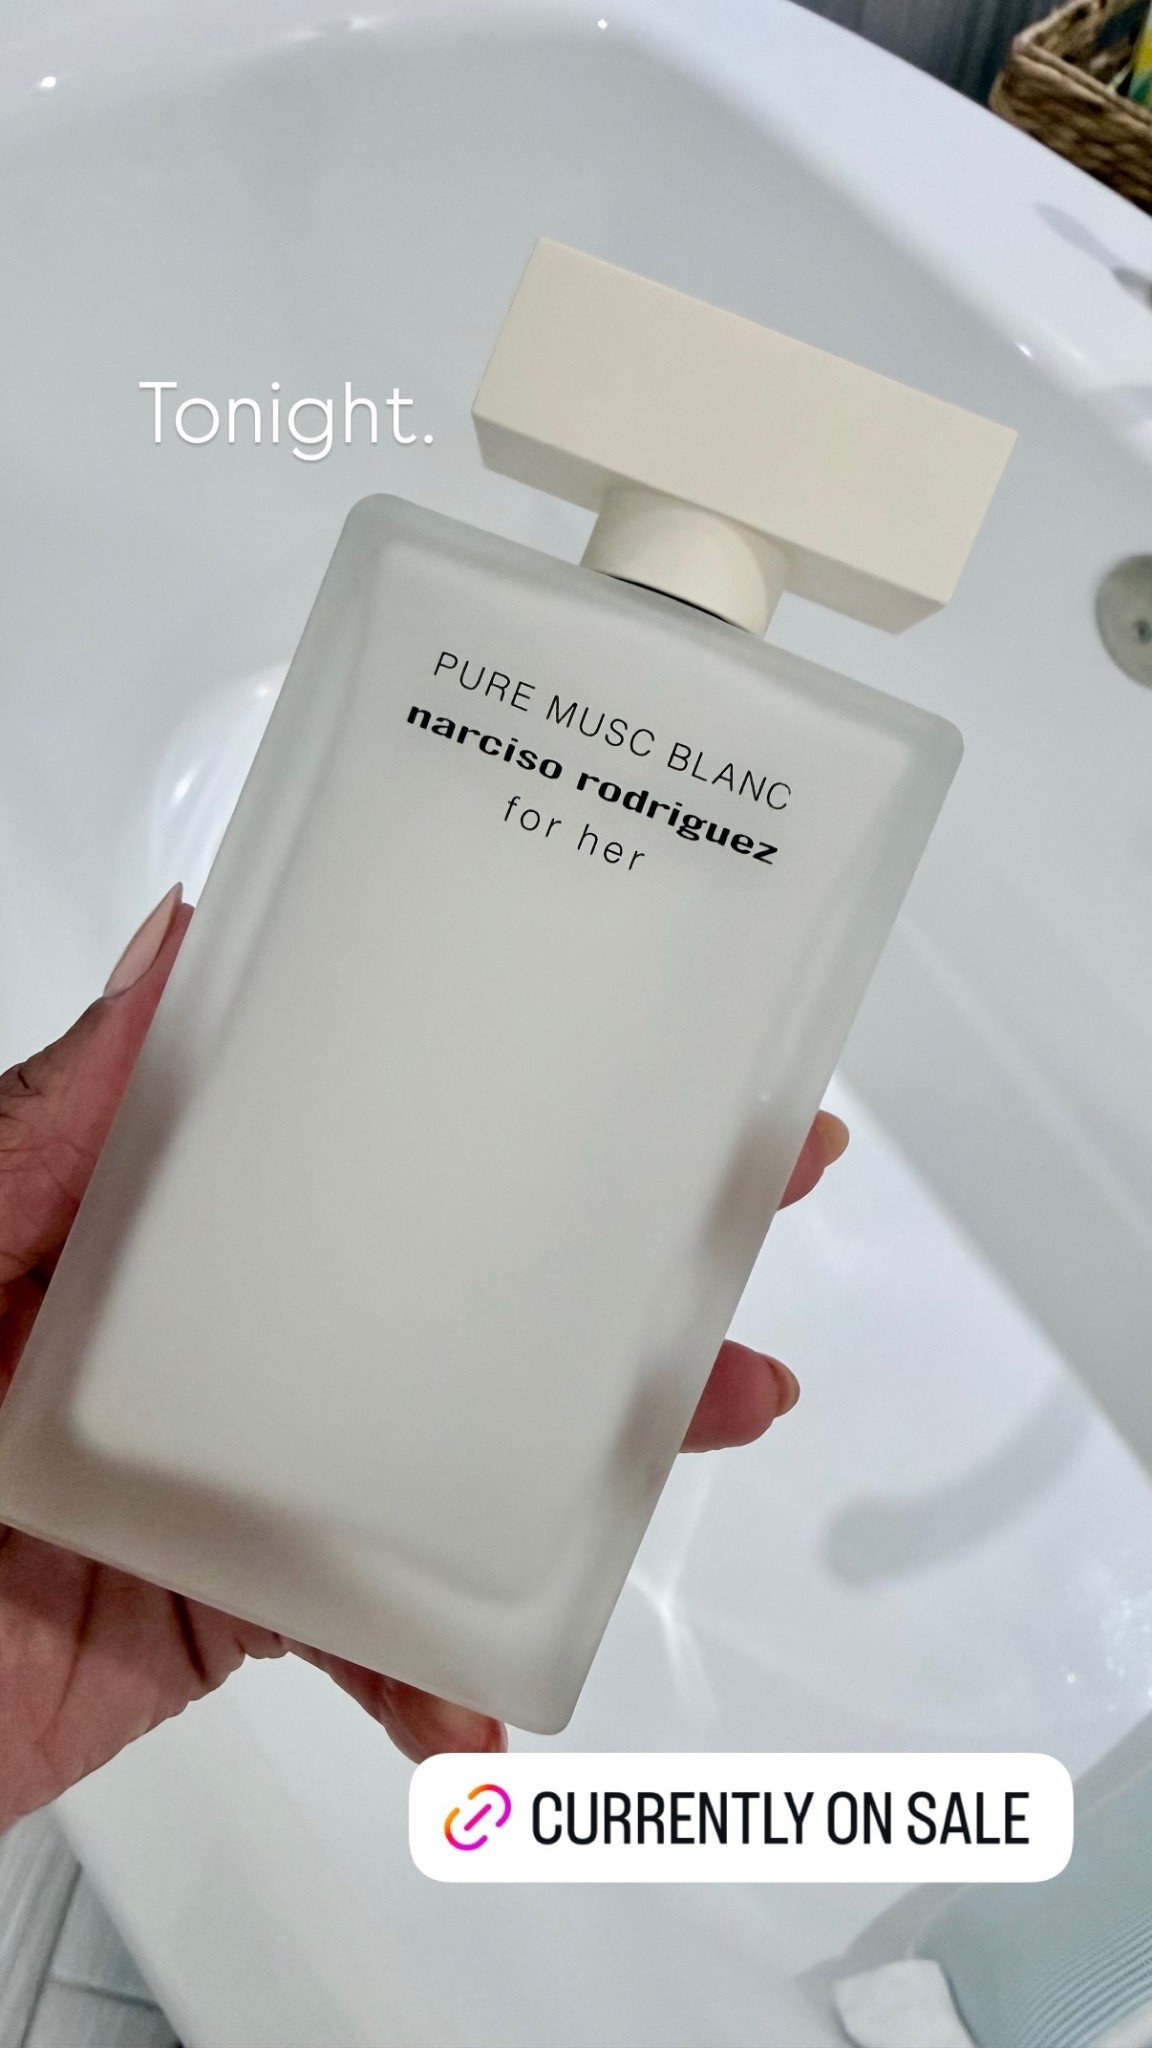 Tonight.
PURE MUSC BLANC
narciso rodriguez
for her
CURRENTLY ON SALE